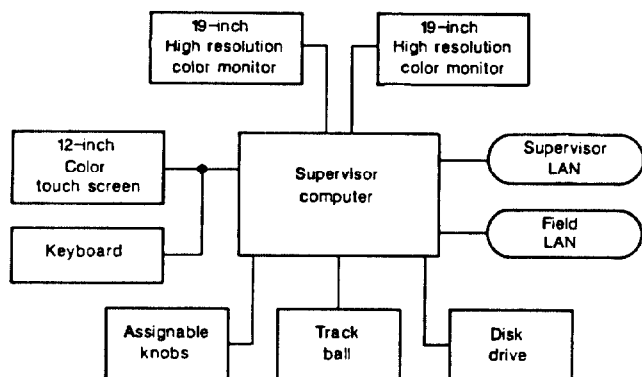 19-inch
High resolution
color monitor
19-inch
High resolution
color monitor
12-inch
Color
touch screen
Supervisor
computer
Supervisor
LAN
Keyboard
Field
LAN
Assignable
knobs
Track
ball
Disk
drive